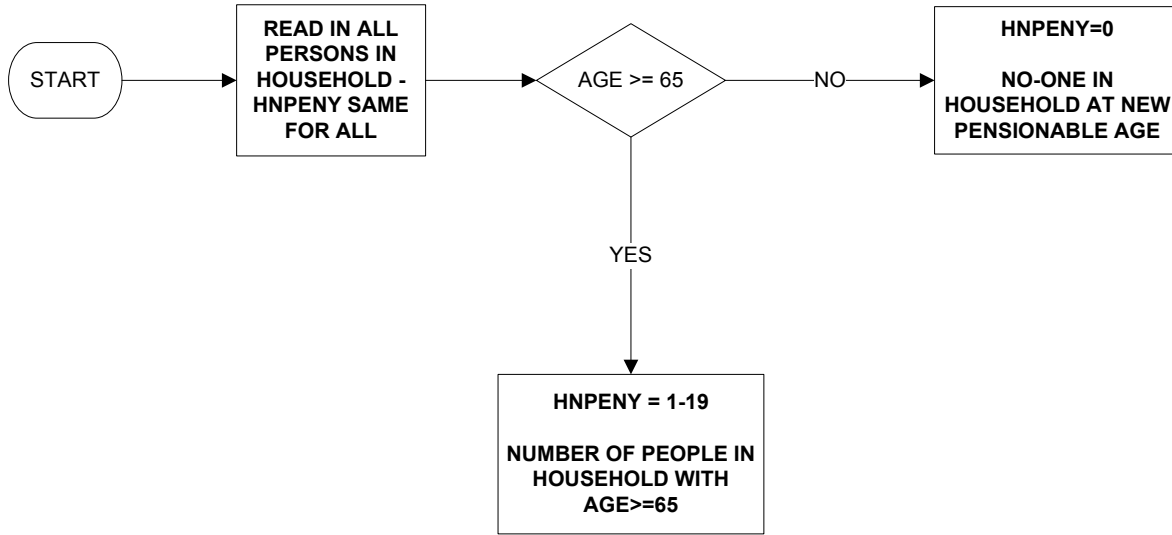 START
READ IN ALL
PERSONS IN
HOUSEHOLD -
HNPENY SAME
FOR ALL
AGE >= 65
NO
HNPENY=0
NO-ONE IN
HOUSEHOLD AT NEW
PENSIONABLE AGE
YES
HNPENY = 1-19
NUMBER OF PEOPLE IN
HOUSEHOLD WITH
AGE>=65